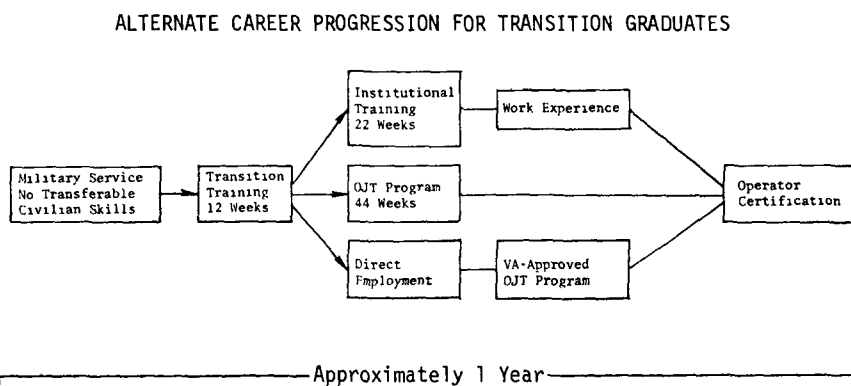 ALTERNATE CAREER PROGRESSION FOR TRANSITION GRADUATES
Institutional
Training
22 Weeks
Work Experience
Military Service
No Transferable
Civilian Skills
Transition
Training
12 Weeks
OJT Program
44 Weeks
Operator
Certification
Direct
Employment
VA-Approved
OJT Program
Approximately 1 Year